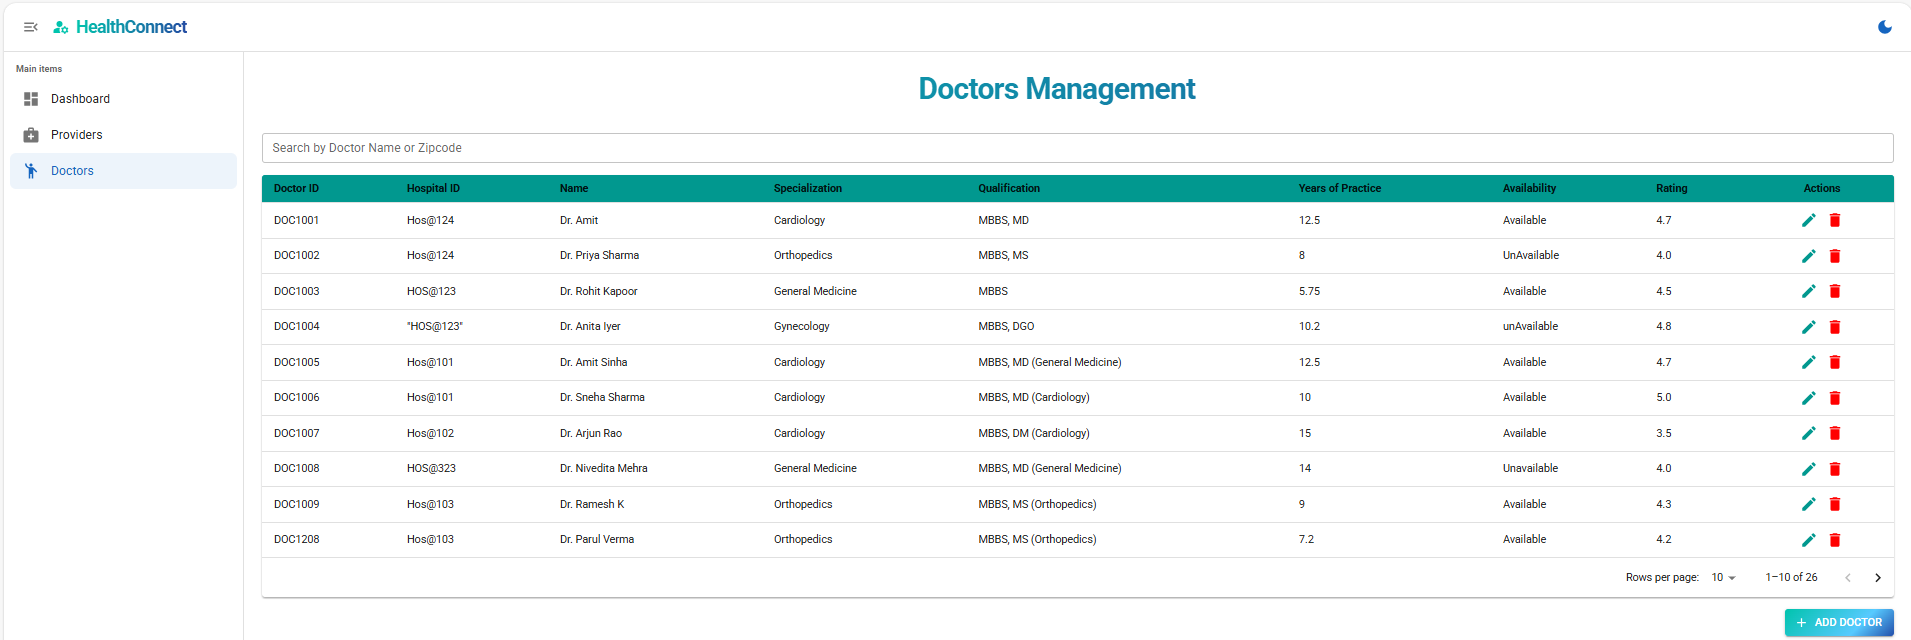 HealthConnect
Main items
Dashboard
Providers
Doctors
Doctors Management
Search by Doctor Name or Zipcode
Doctor ID Hospital ID Name Specialization Qualification Years of Practice Availability Rating Actions
DOC1001 Hos@124 Dr. Amit Cardiology MBBS, MD 12.5 Available 4.7
DOC1002 Hos@124 Dr. Priya Sharma Orthopedics MBBS, MS 8 UnAvailable 4.0
DOC1003 HOS@123 Dr. Rohit Kapoor General Medicine MBBS 5.75 Available 4.5
DOC1004 "HOS@123" Dr. Anita Iyer Gynecology MBBS, DGO 10.2 unAvailable 4.8
DOC1005 Hos@101 Dr. Amit Sinha Cardiology MBBS, MD (General Medicine) 12.5 Available 4.7
DOC1006 Hos@101 Dr. Sneha Sharma Cardiology MBBS, MD (Cardiology) 10 Available 5.0
DOC1007 Hos@102 Dr. Arjun Rao Cardiology MBBS, DM (Cardiology) 15 Available 3.5
DOC1008 HOS@323 Dr. Nivedita Mehra General Medicine MBBS, MD (General Medicine) 14 Unavailable 4.0
DOC1009 Hos@103 Dr. Ramesh K Orthopedics MBBS, MS (Orthopedics) 9 Available 4.3
DOC1208 Hos@103 Dr. Parul Verma Orthopedics MBBS, MS (Orthopedics) 7.2 Available 4.2
Rows per page: 10 1–10 of 26
+ ADD DOCTOR